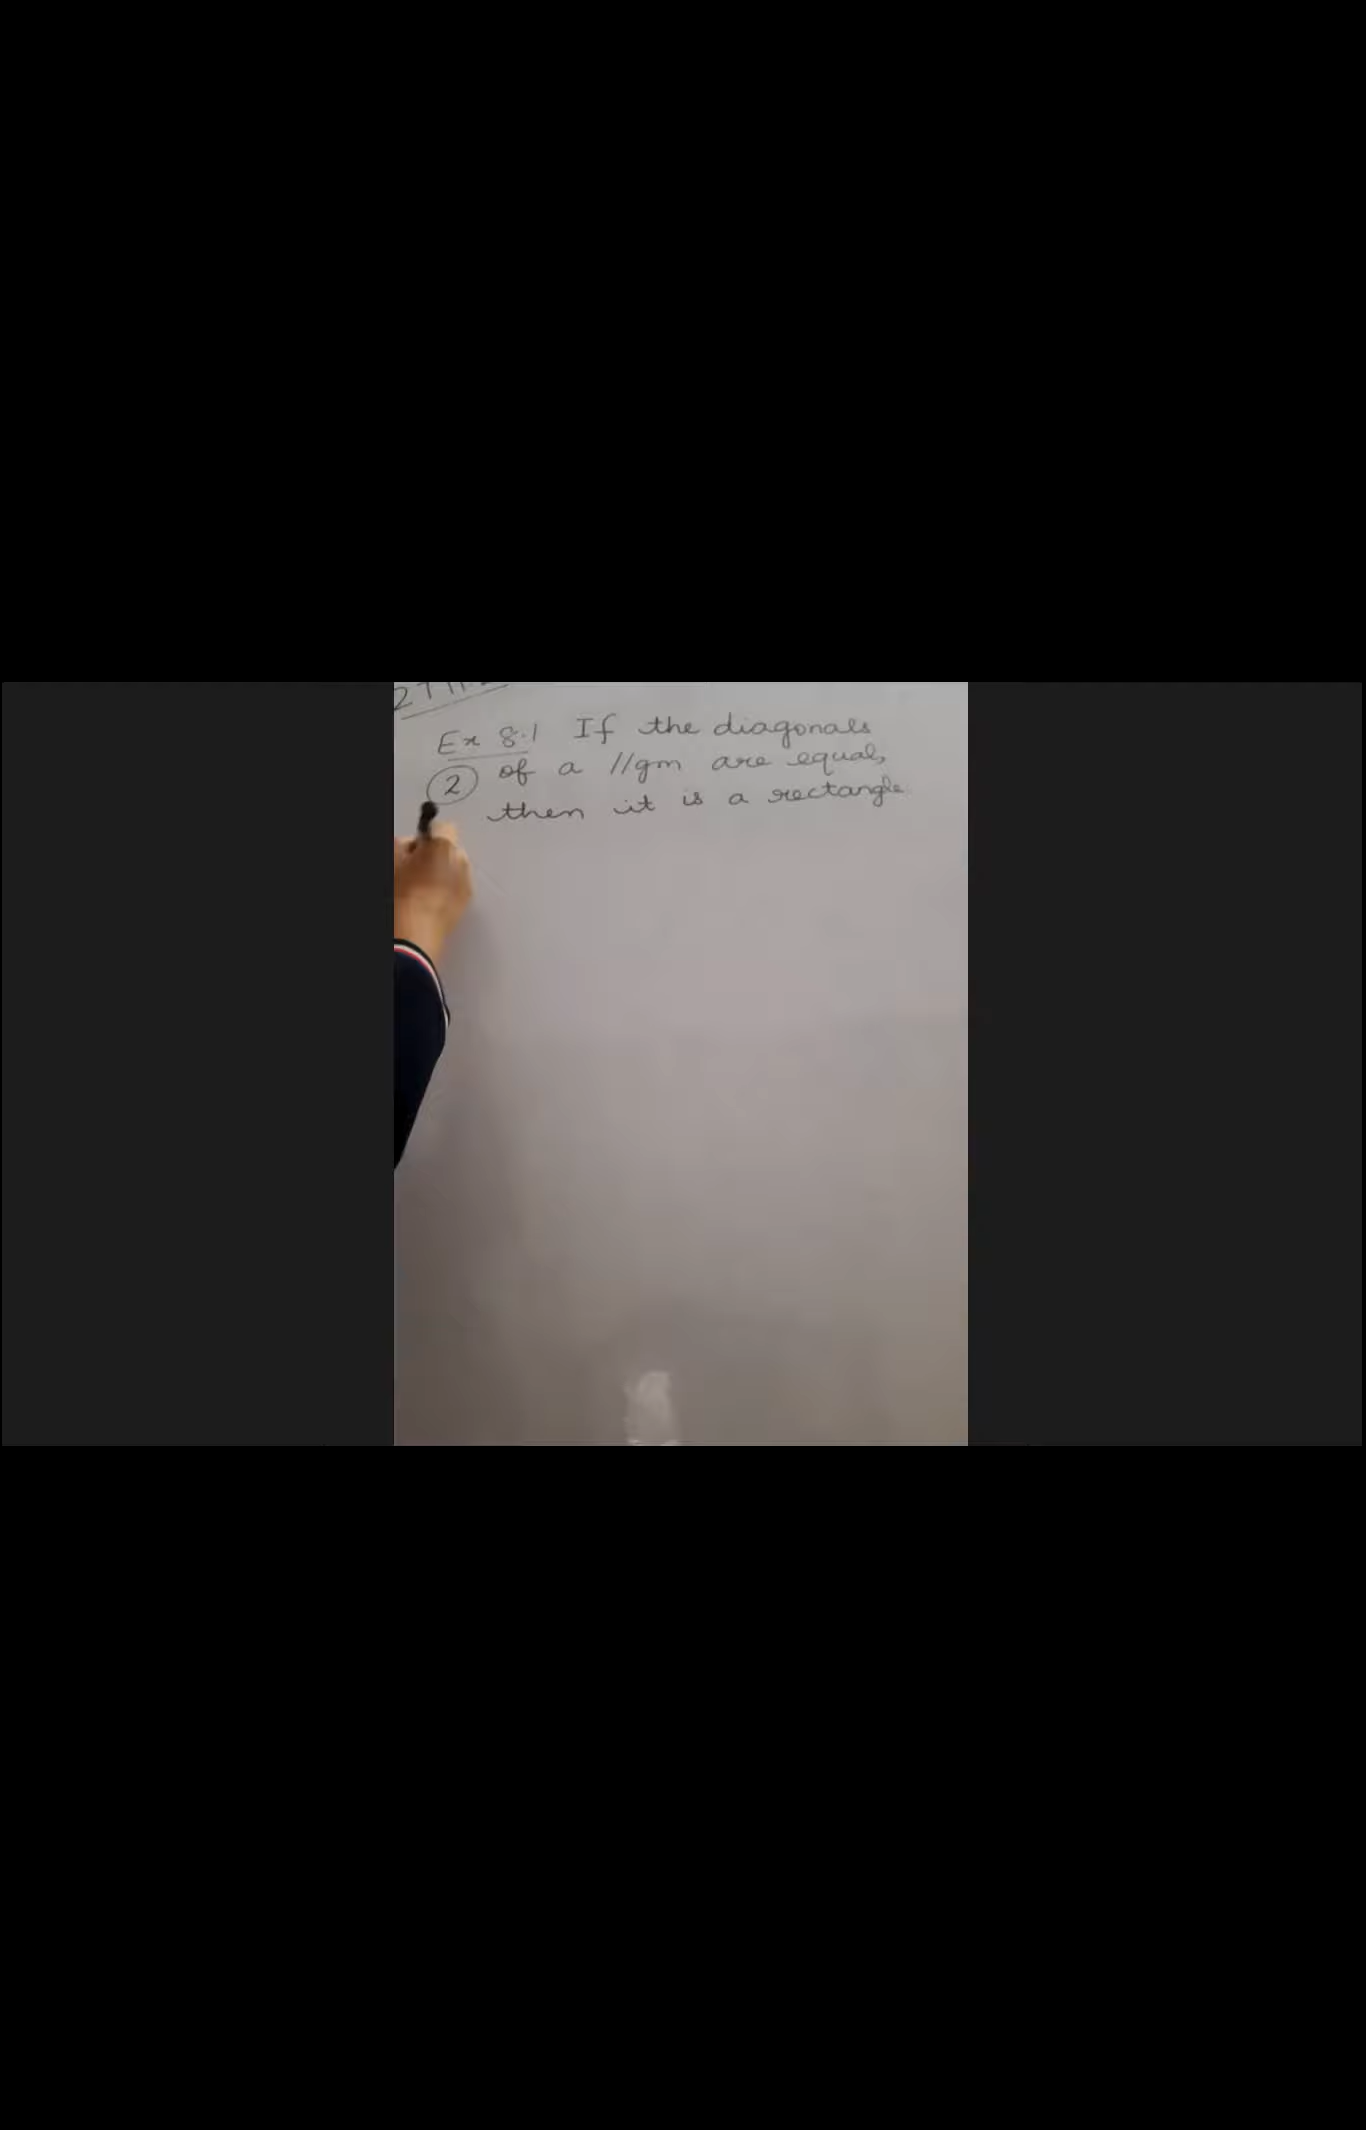 Ex 8.1 If the diagonals
② of a //gm are equal,
then it is a rectangle.